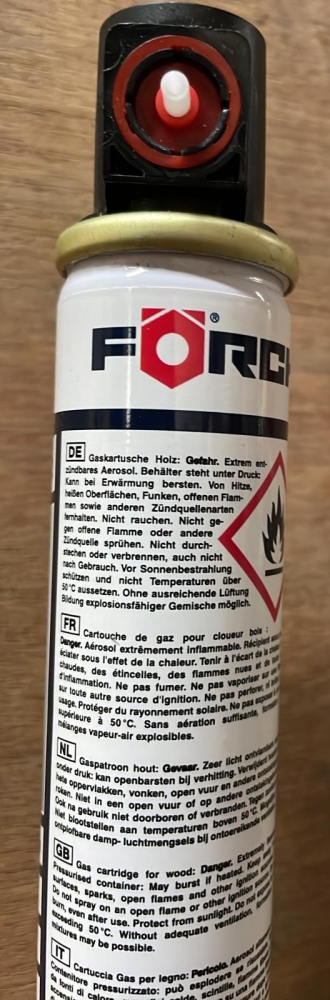 FÖRC
®
DE Gaskartusche Holz: Gefahr. Extrem ent-
zündbares Aerosol. Behälter steht unter Druck:
Kann bei Erwärmung bersten. Von Hitze,
heißen Oberflächen, Funken, offenen Flam-
men sowie anderen Zündquellenarten
fernhalten. Nicht rauchen. Nicht ge-
gen offene Flamme oder andere
Zündquelle sprühen. Nicht durch-
stechen oder verbrennen, auch nicht
nach Gebrauch. Vor Sonnenbestrahlung
schützen und nicht Temperaturen über
50°C aussetzen. Ohne ausreichende Lüftung
Bildung explosionsfähiger Gemische möglich.
FR Cartouche de gaz pour cloueur bois :
Danger. Aérosol extrêmement inflammable. Récipient
éclater sous l'effet de la chaleur. Tenir à l'écart de la
chaudes, des étincelles, des flammes nues et de
d'inflammation. Ne pas fumer. Ne pas vaporiser
sur toute autre source d'ignition. Ne pas perforer,
usage. Protéger du rayonnement solaire. Ne pas
supérieure à 50°C. Sans aération suffisante,
mélanges vapeur-air explosibles.
NL Gaspatroon hout: Gevaar. Zeer licht ontvlambare
onder druk: kan openbarsten bij verhitting. Verwijderd
hete oppervlakken, vonken, open vuur en andere
roken. Niet in een open vuur of op andere
Ook na gebruik niet doorboren of verbranden. Tegen
Niet blootstellen aan temperaturen boven 50°C.
ontplofbare damp- luchtmengsels bij ontoereikende
GB Gas cartridge for wood: Danger. Extremely
Pressurised container: May burst if heated. Keep
surfaces, sparks, open flames and other ignition
Do not spray on an open flame or other ignition
burn, even after use. Protect from sunlight. Do not
exceeding 50°C. Without adequate ventilation,
mixtures may be possible.
IT Cartuccia Gas per legno: Pericolo. Aerosol
Contenitore pressurizzato: può esplodere se
da fonti di calore, scintille,